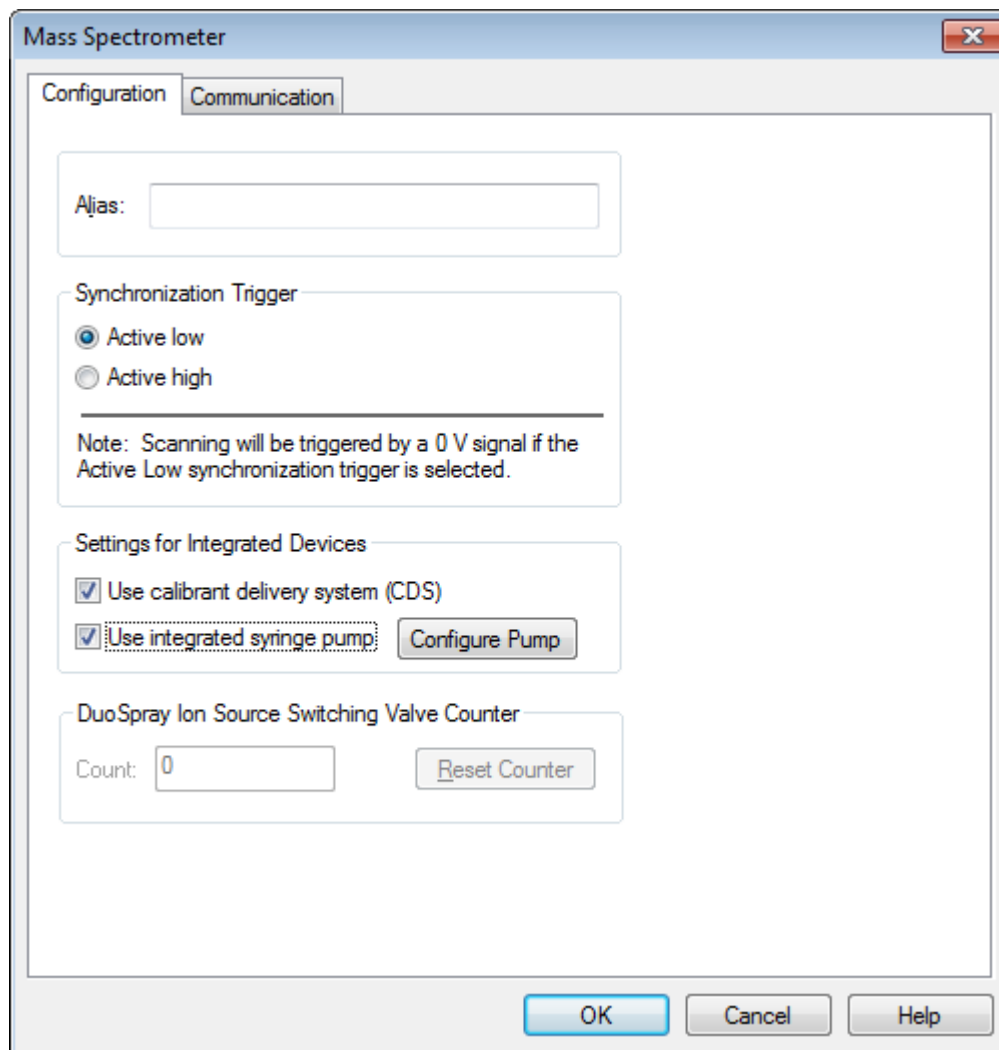 Mass Spectrometer
Configuration
Communication
Alias:
Synchronization Trigger
Active low
Active high
Note: Scanning will be triggered by a 0 V signal if the
Active Low synchronization trigger is selected.
Settings for Integrated Devices
Use calibrant delivery system (CDS)
Use integrated syringe pump
Configure Pump
DuoSpray Ion Source Switching Valve Counter
Count:
0
Reset Counter
OK
Cancel
Help